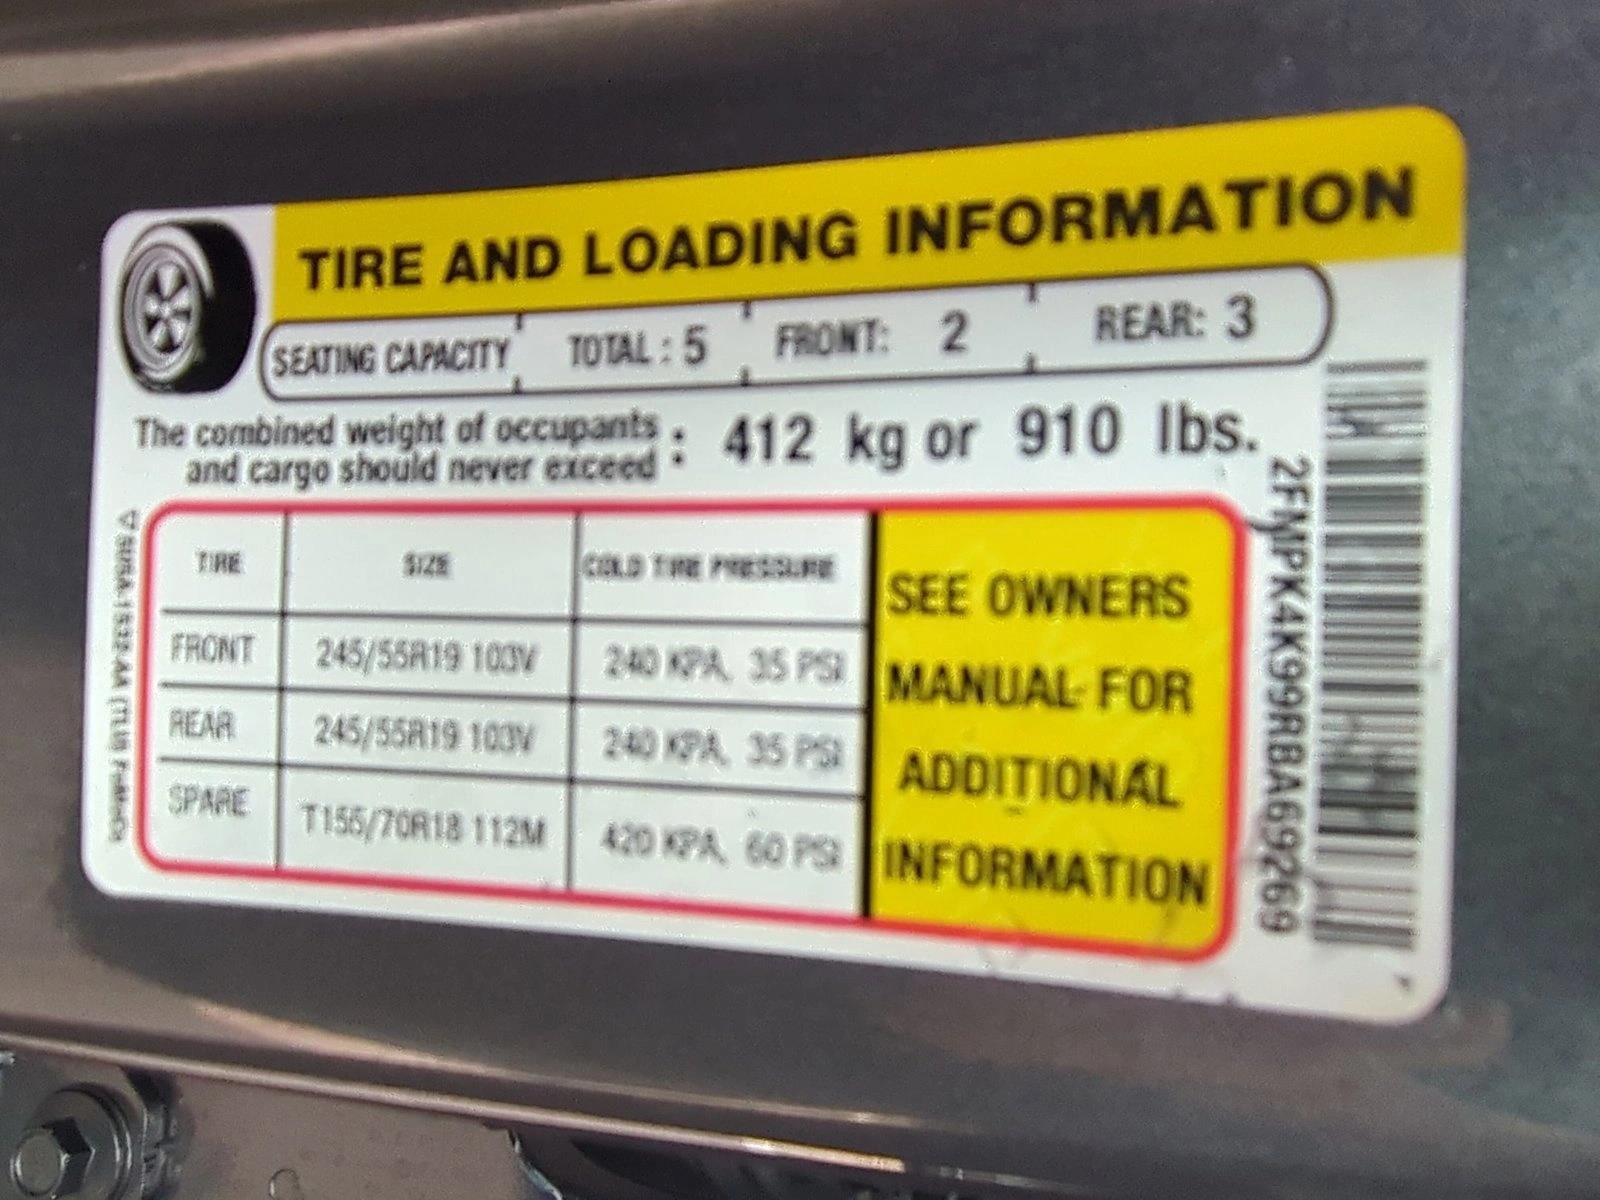 TIRE AND LOADING INFORMATION
SEATING CAPACITY TOTAL : 5 FRONT: 2 REAR: 3
The combined weight of occupants
and cargo should never exceed : 412 kg or 910 lbs.
TIRE SIZE COLD TIRE PRESSURE
FRONT 245/55R19 103V 240 KPA, 35 PSI
REAR 245/55R19 103V 240 KPA, 35 PSI
SPARE T155/70R18 112M 420 KPA, 60 PSI
SEE OWNERS
MANUAL FOR
ADDITIONAL
INFORMATION
2FMPK4K99RBA69269